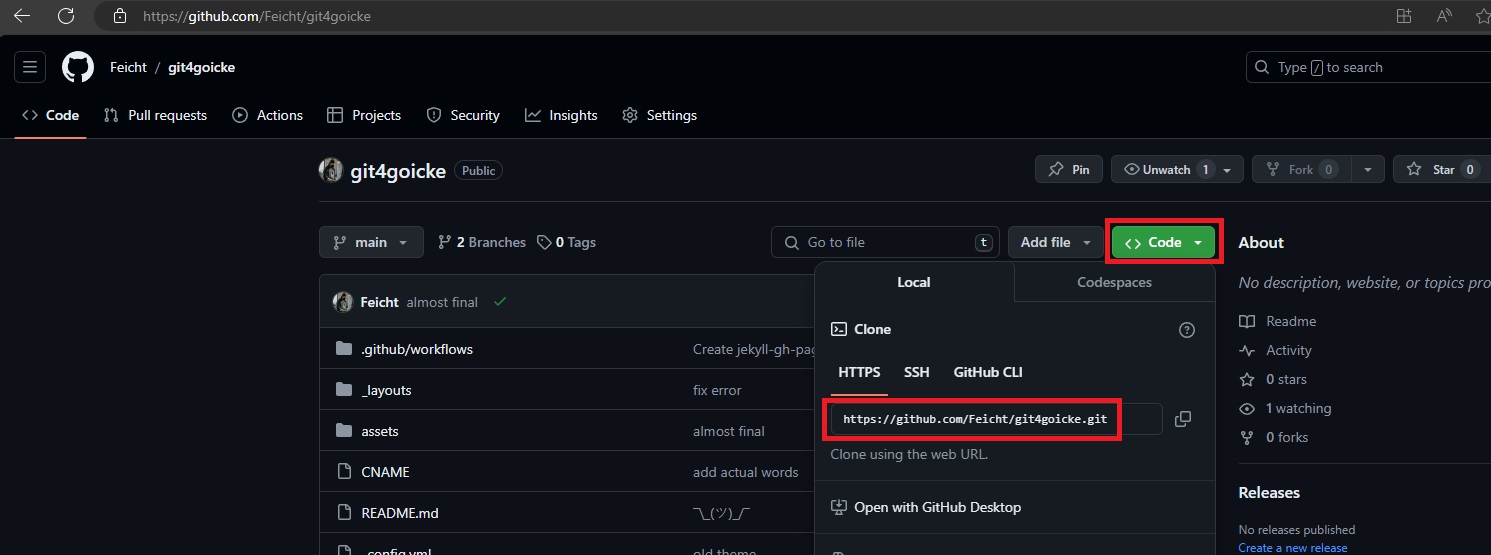 https://github.com/Feicht/git4goicke
Feicht / git4goicke
Type / to search
Code Pull requests Actions Projects Security Insights Settings
git4goicke Public
Pin Unwatch 1 Fork 0 Star 0
main 2 Branches 0 Tags Go to file t Add file <> Code About
Local Codespaces
No description, website, or topics pro
Feicht almost final
Clone
Readme
.github/workflows Create jekyll-gh-pag
Activity
HTTPS SSH GitHub CLI
_layouts fix error
0 stars
https://github.com/Feicht/git4goicke.git
1 watching
assets almost final
0 forks
Clone using the web URL.
CNAME add actual words
Releases
Open with GitHub Desktop
README.md ¯\_(ツ)_/¯
No releases published
Create a new release
_config.yml old theme